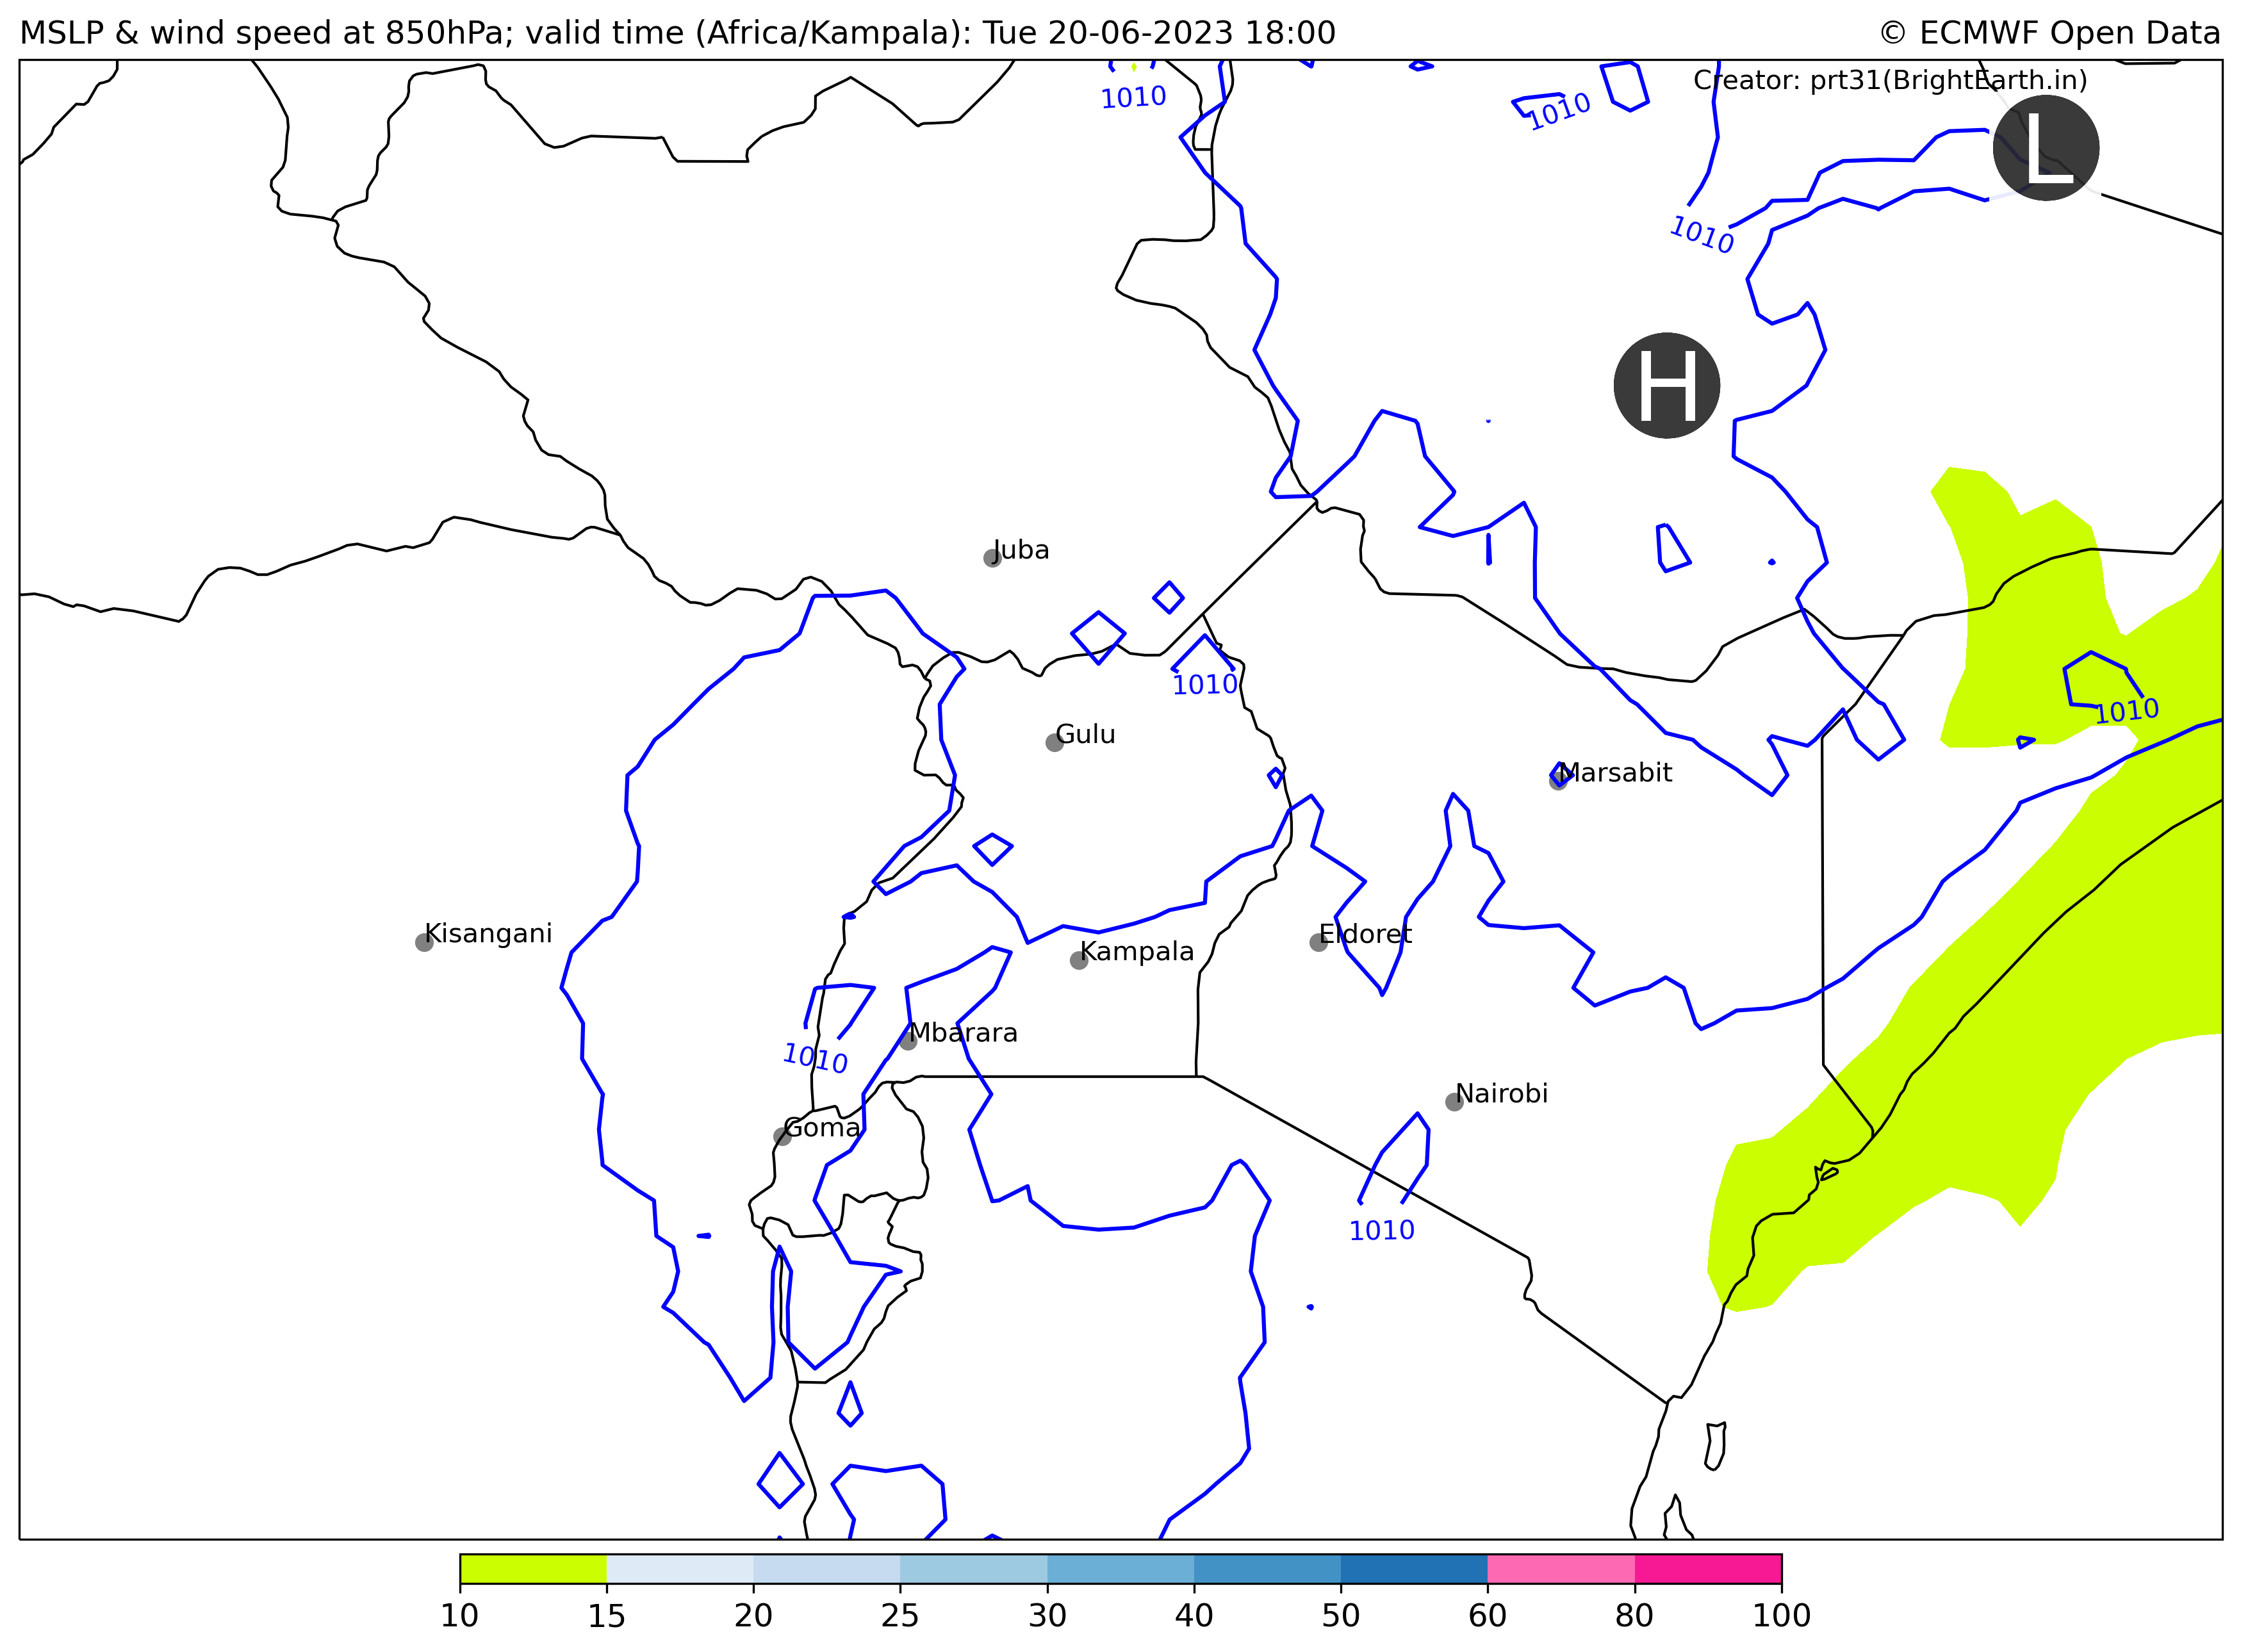 MSLP & wind speed at 850hPa; valid time (Africa/Kampala): Tue 20-06-2023 18:00
© ECMWF Open Data
Creator: prt31(BrightEarth.in)
1010
1010
L
1010
H
Juba
1010
1010
Gulu
Marsabit
Kisangani
Eldoret
Kampala
Mbarara
1010
Nairobi
Goma
1010
10 15 20 25 30 40 50 60 80 100